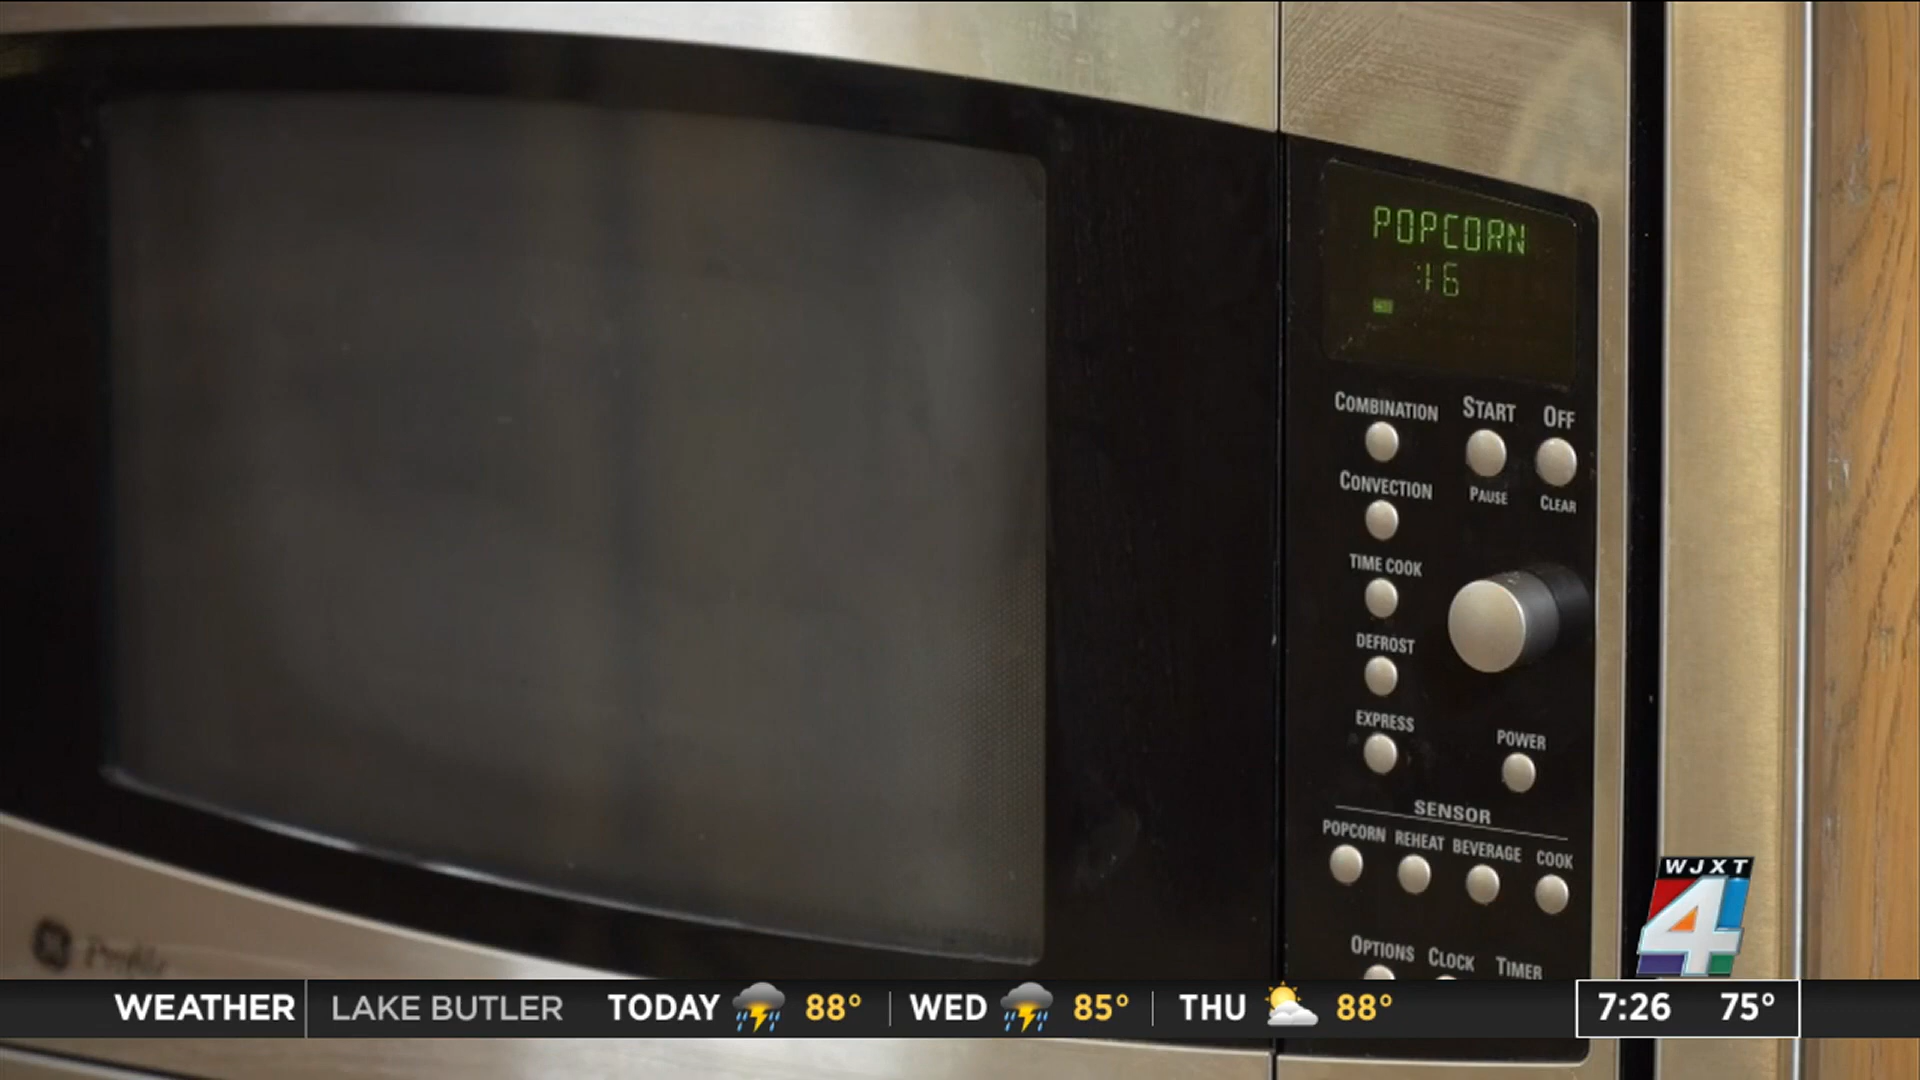 POPCORN
:16
COMBINATION START OFF
PAUSE CLEAR
CONVECTION
TIME COOK
DEFROST
EXPRESS
POWER
SENSOR
POPCORN REHEAT BEVERAGE COOK
OPTIONS CLOCK TIMER
Profile
WJXT
4
WEATHER LAKE BUTLER TODAY 88° WED 85° THU 88° 7:26 75°